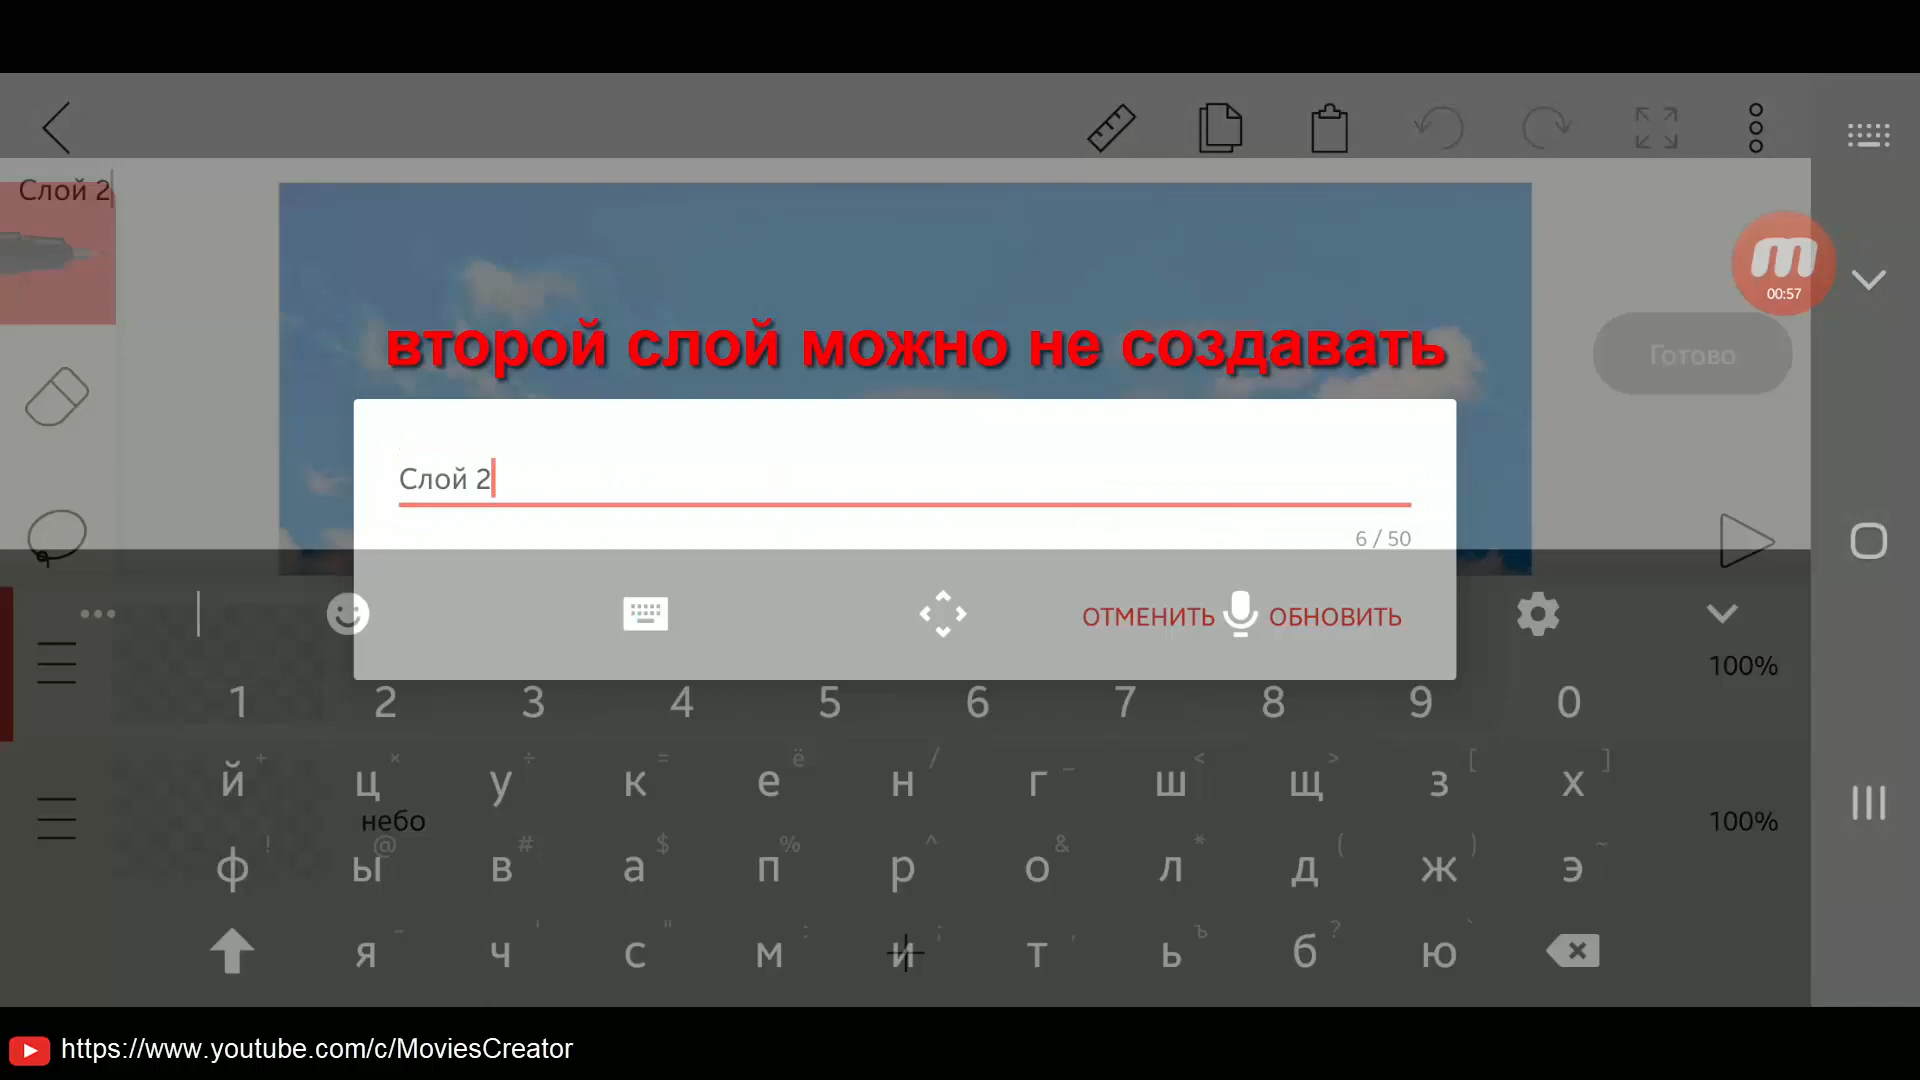 Слой 2
00:57
Готово
второй слой можно не создавать
Слой 2
6 / 50
ОТМЕНИТЬ ОБНОВИТЬ
100%
1 2 3 4 5 6 7 8 9 0
+ × ÷ = ё / _ < > [ ]
й ц у к е н г ш щ з х
небо
100%
! @ # $ % ^ & * ( ) ~
ф ы в а п р о л д ж э
- ' " : ; , ъ ? `
я ч с м и т ь б ю
https://www.youtube.com/c/MoviesCreator